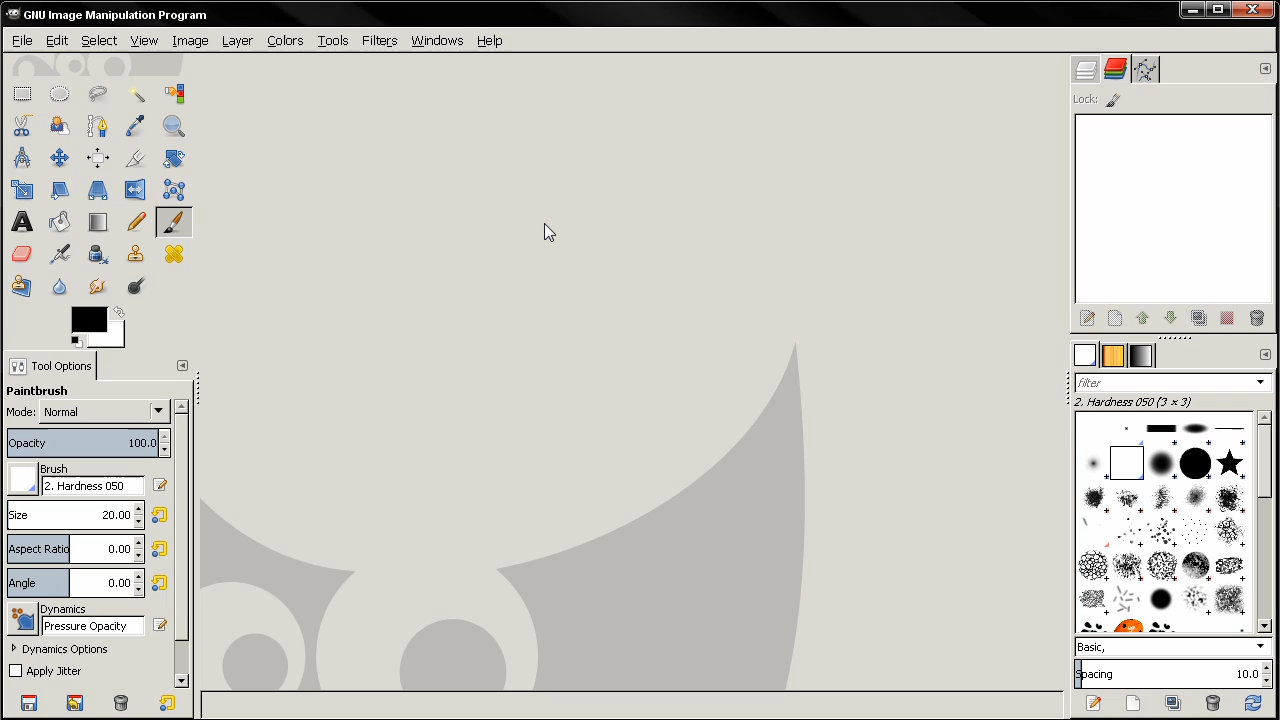 GNU Image Manipulation Program
File Edit Select View Image Layer Colors Tools Filters Windows Help
Lock:
Tool Options
Paintbrush
Mode: Normal
Opacity 100.0
Brush
2. Hardness 050
Size 20.00
Aspect Ratio 0.00
Angle 0.00
Dynamics
Pressure Opacity
Dynamics Options
Apply Jitter
filter
2. Hardness 050 (3 × 3)
Basic,
Spacing 10.0